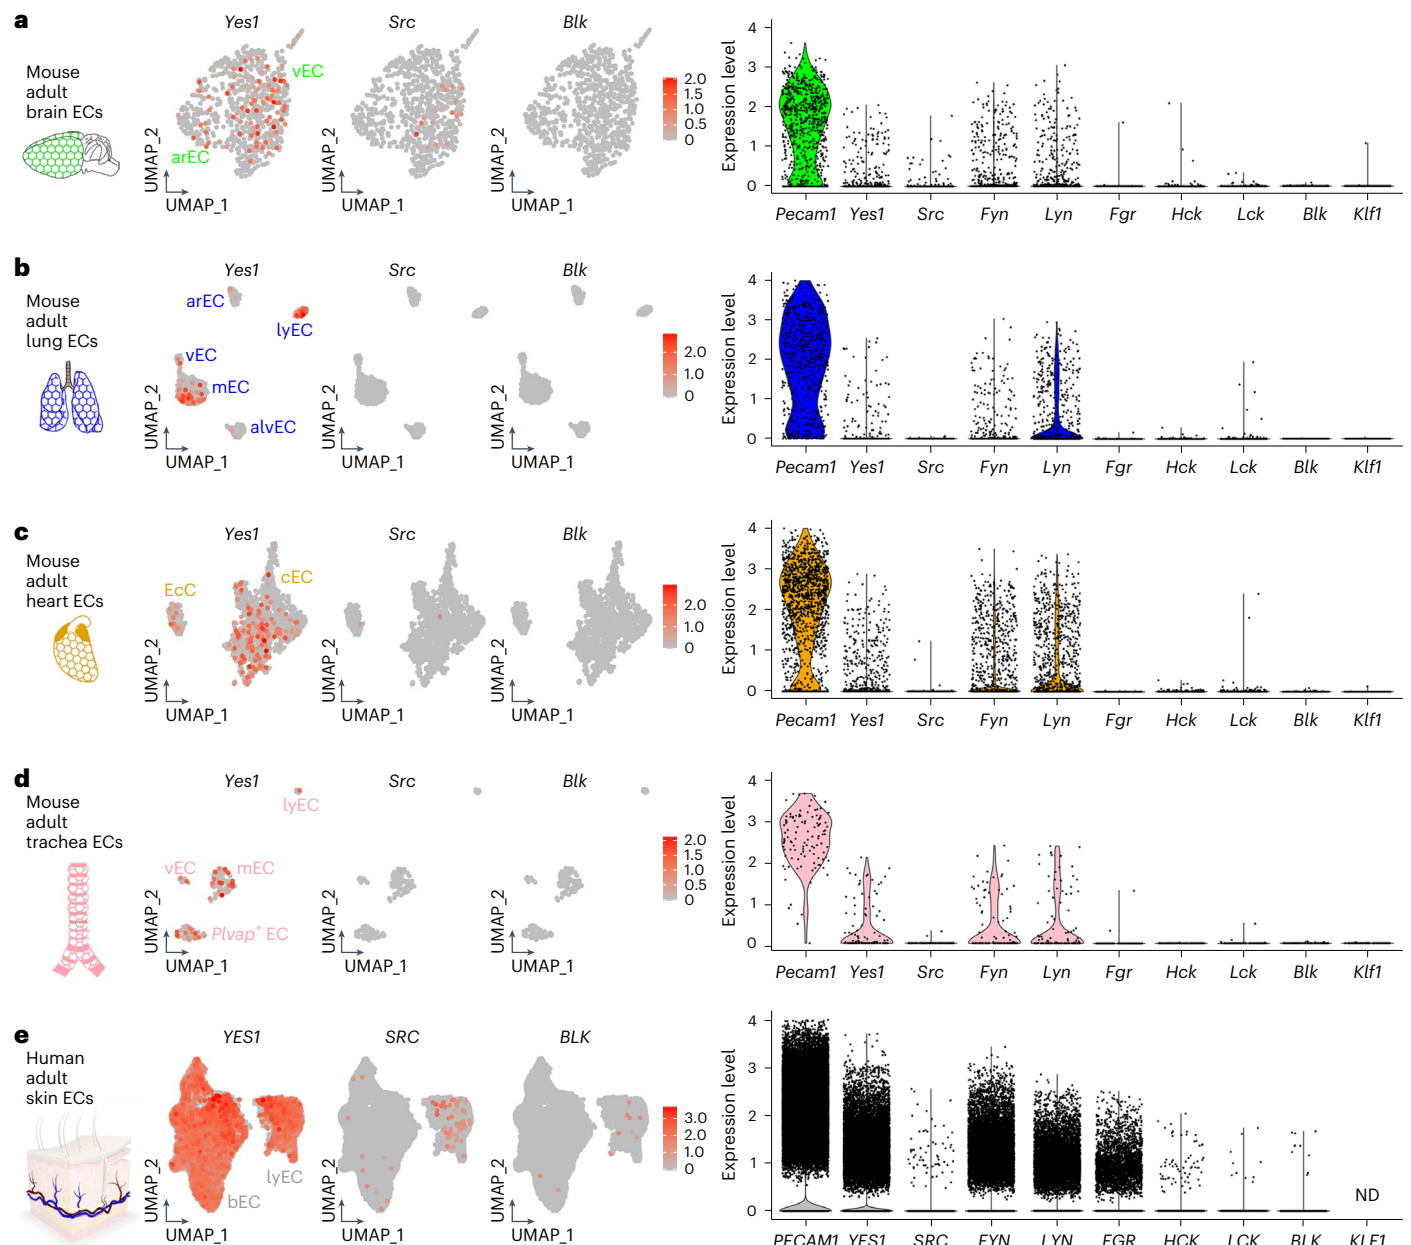 a
Mouse
adult
brain ECs
Yes1
Src
Blk
vEC
arEC
UMAP_2
UMAP_1
UMAP_2
UMAP_1
UMAP_2
UMAP_1
2.0
1.5
1.0
0.5
0
Expression level
4
3
2
1
0
Pecam1 Yes1 Src Fyn Lyn Fgr Hck Lck Blk Klf1
b
Mouse
adult
lung ECs
Yes1
Src
Blk
arEC
lyEC
vEC
mEC
alvEC
UMAP_2
UMAP_1
UMAP_2
UMAP_1
UMAP_2
UMAP_1
2.0
1.0
0
Expression level
4
3
2
1
0
Pecam1 Yes1 Src Fyn Lyn Fgr Hck Lck Blk Klf1
c
Mouse
adult
heart ECs
Yes1
Src
Blk
EcC
cEC
UMAP_2
UMAP_1
UMAP_2
UMAP_1
UMAP_2
UMAP_1
2.0
1.0
0
Expression level
4
3
2
1
0
Pecam1 Yes1 Src Fyn Lyn Fgr Hck Lck Blk Klf1
d
Mouse
adult
trachea ECs
Yes1
Src
Blk
lyEC
vEC
mEC
Plvap+ EC
UMAP_2
UMAP_1
UMAP_2
UMAP_1
UMAP_2
UMAP_1
2.0
1.5
1.0
0.5
0
Expression level
4
3
2
1
0
Pecam1 Yes1 Src Fyn Lyn Fgr Hck Lck Blk Klf1
e
Human
adult
skin ECs
YES1
SRC
BLK
lyEC
bEC
UMAP_2
UMAP_1
UMAP_2
UMAP_1
UMAP_2
UMAP_1
3.0
2.0
1.0
0
Expression level
4
3
2
1
0
ND
PECAM1 YES1 SRC FYN LYN FGR HCK LCK BLK KLF1